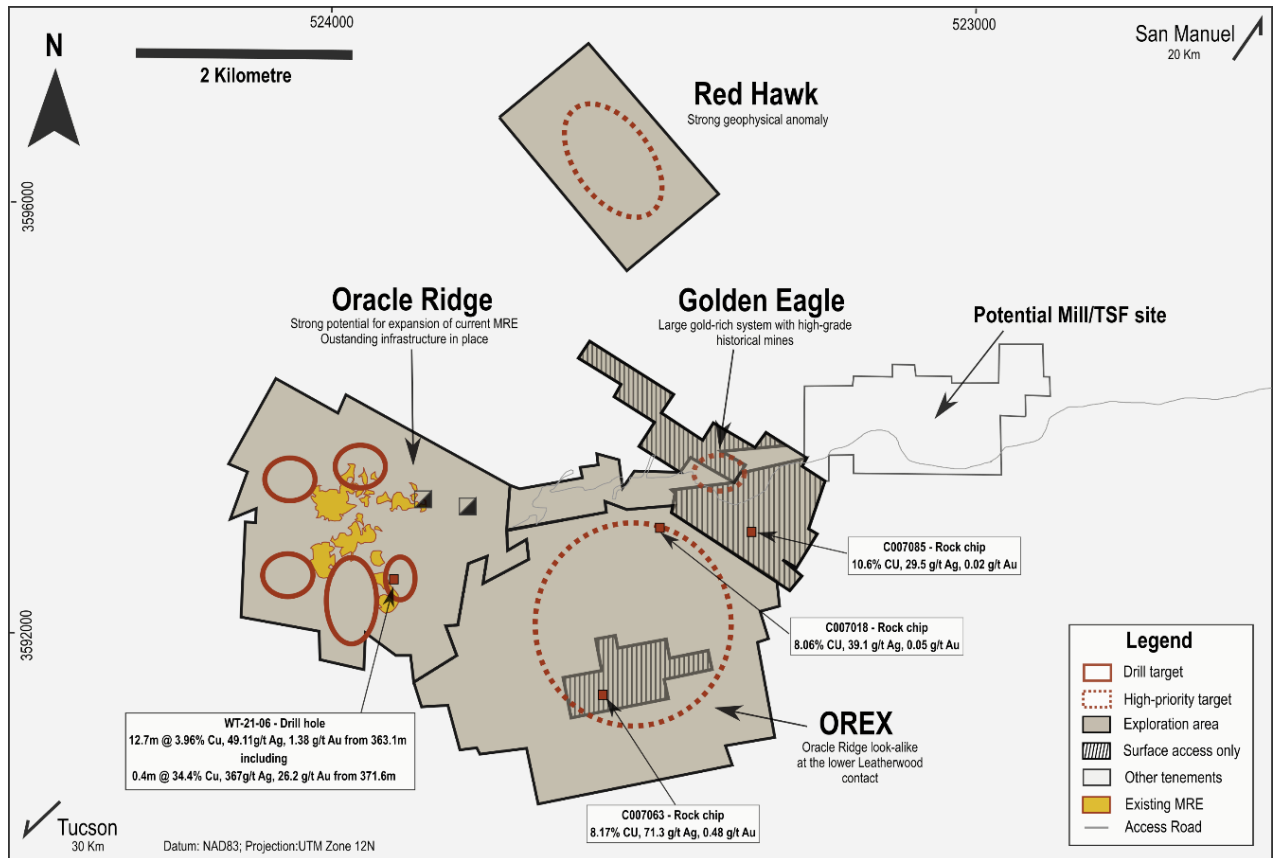 524000
523000
N
2 Kilometre
San Manuel
20 Km
Red Hawk
Strong geophysical anomaly
3596000
Oracle Ridge
Strong potential for expansion of current MRE
Oustanding infrastructure in place
Golden Eagle
Large gold-rich system with high-grade
historical mines
Potential Mill/TSF site
C007085 - Rock chip
10.6% CU, 29.5 g/t Ag, 0.02 g/t Au
C007018 - Rock chip
8.06% CU, 39.1 g/t Ag, 0.05 g/t Au
3592000
WT-21-06 - Drill hole
12.7m @ 3.96% Cu, 49.11g/t Ag, 1.38 g/t Au from 363.1m
including
0.4m @ 34.4% Cu, 367g/t Ag, 26.2 g/t Au from 371.6m
OREX
Oracle Ridge look-alike
at the lower Leatherwood
contact
C007063 - Rock chip
8.17% CU, 71.3 g/t Ag, 0.48 g/t Au
Legend
Drill target
High-priority target
Exploration area
Surface access only
Other tenements
Existing MRE
Access Road
Tucson
30 Km
Datum: NAD83; Projection:UTM Zone 12N